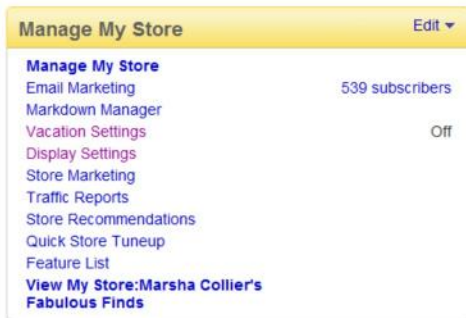 Manage My Store Edit
Manage My Store
Email Marketing 539 subscribers
Markdown Manager
Vacation Settings Off
Display Settings
Store Marketing
Traffic Reports
Store Recommendations
Quick Store Tuneup
Feature List
View My Store:Marsha Collier's
Fabulous Finds